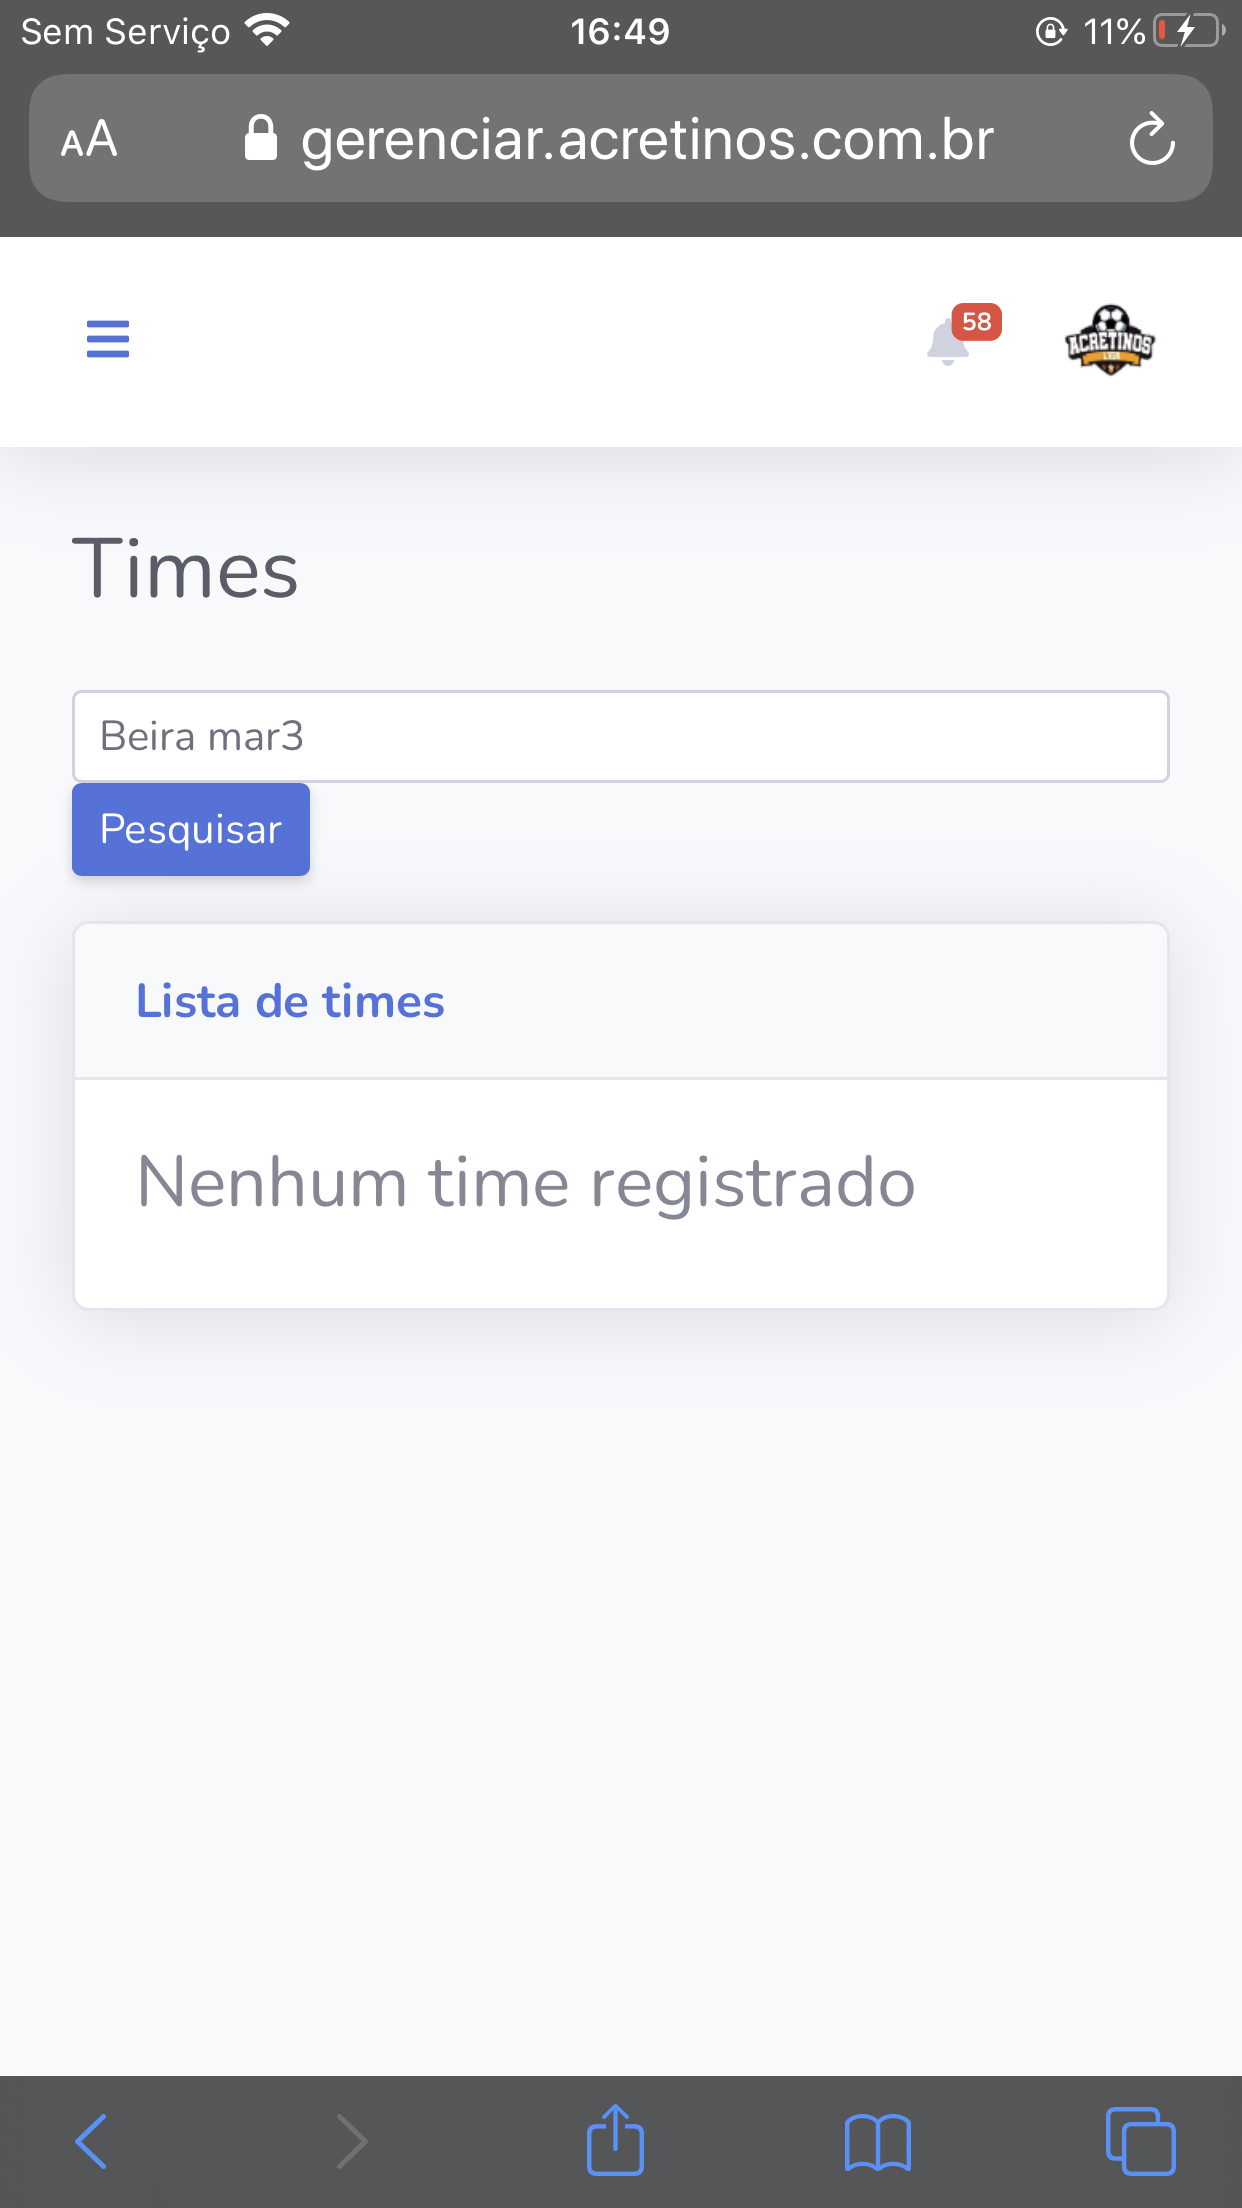 Sem Serviço
16:49
11%
AA
gerenciar.acretinos.com.br
58
ACRETINOS
LIGA
Times
Beira mar3
Pesquisar
Lista de times
Nenhum time registrado